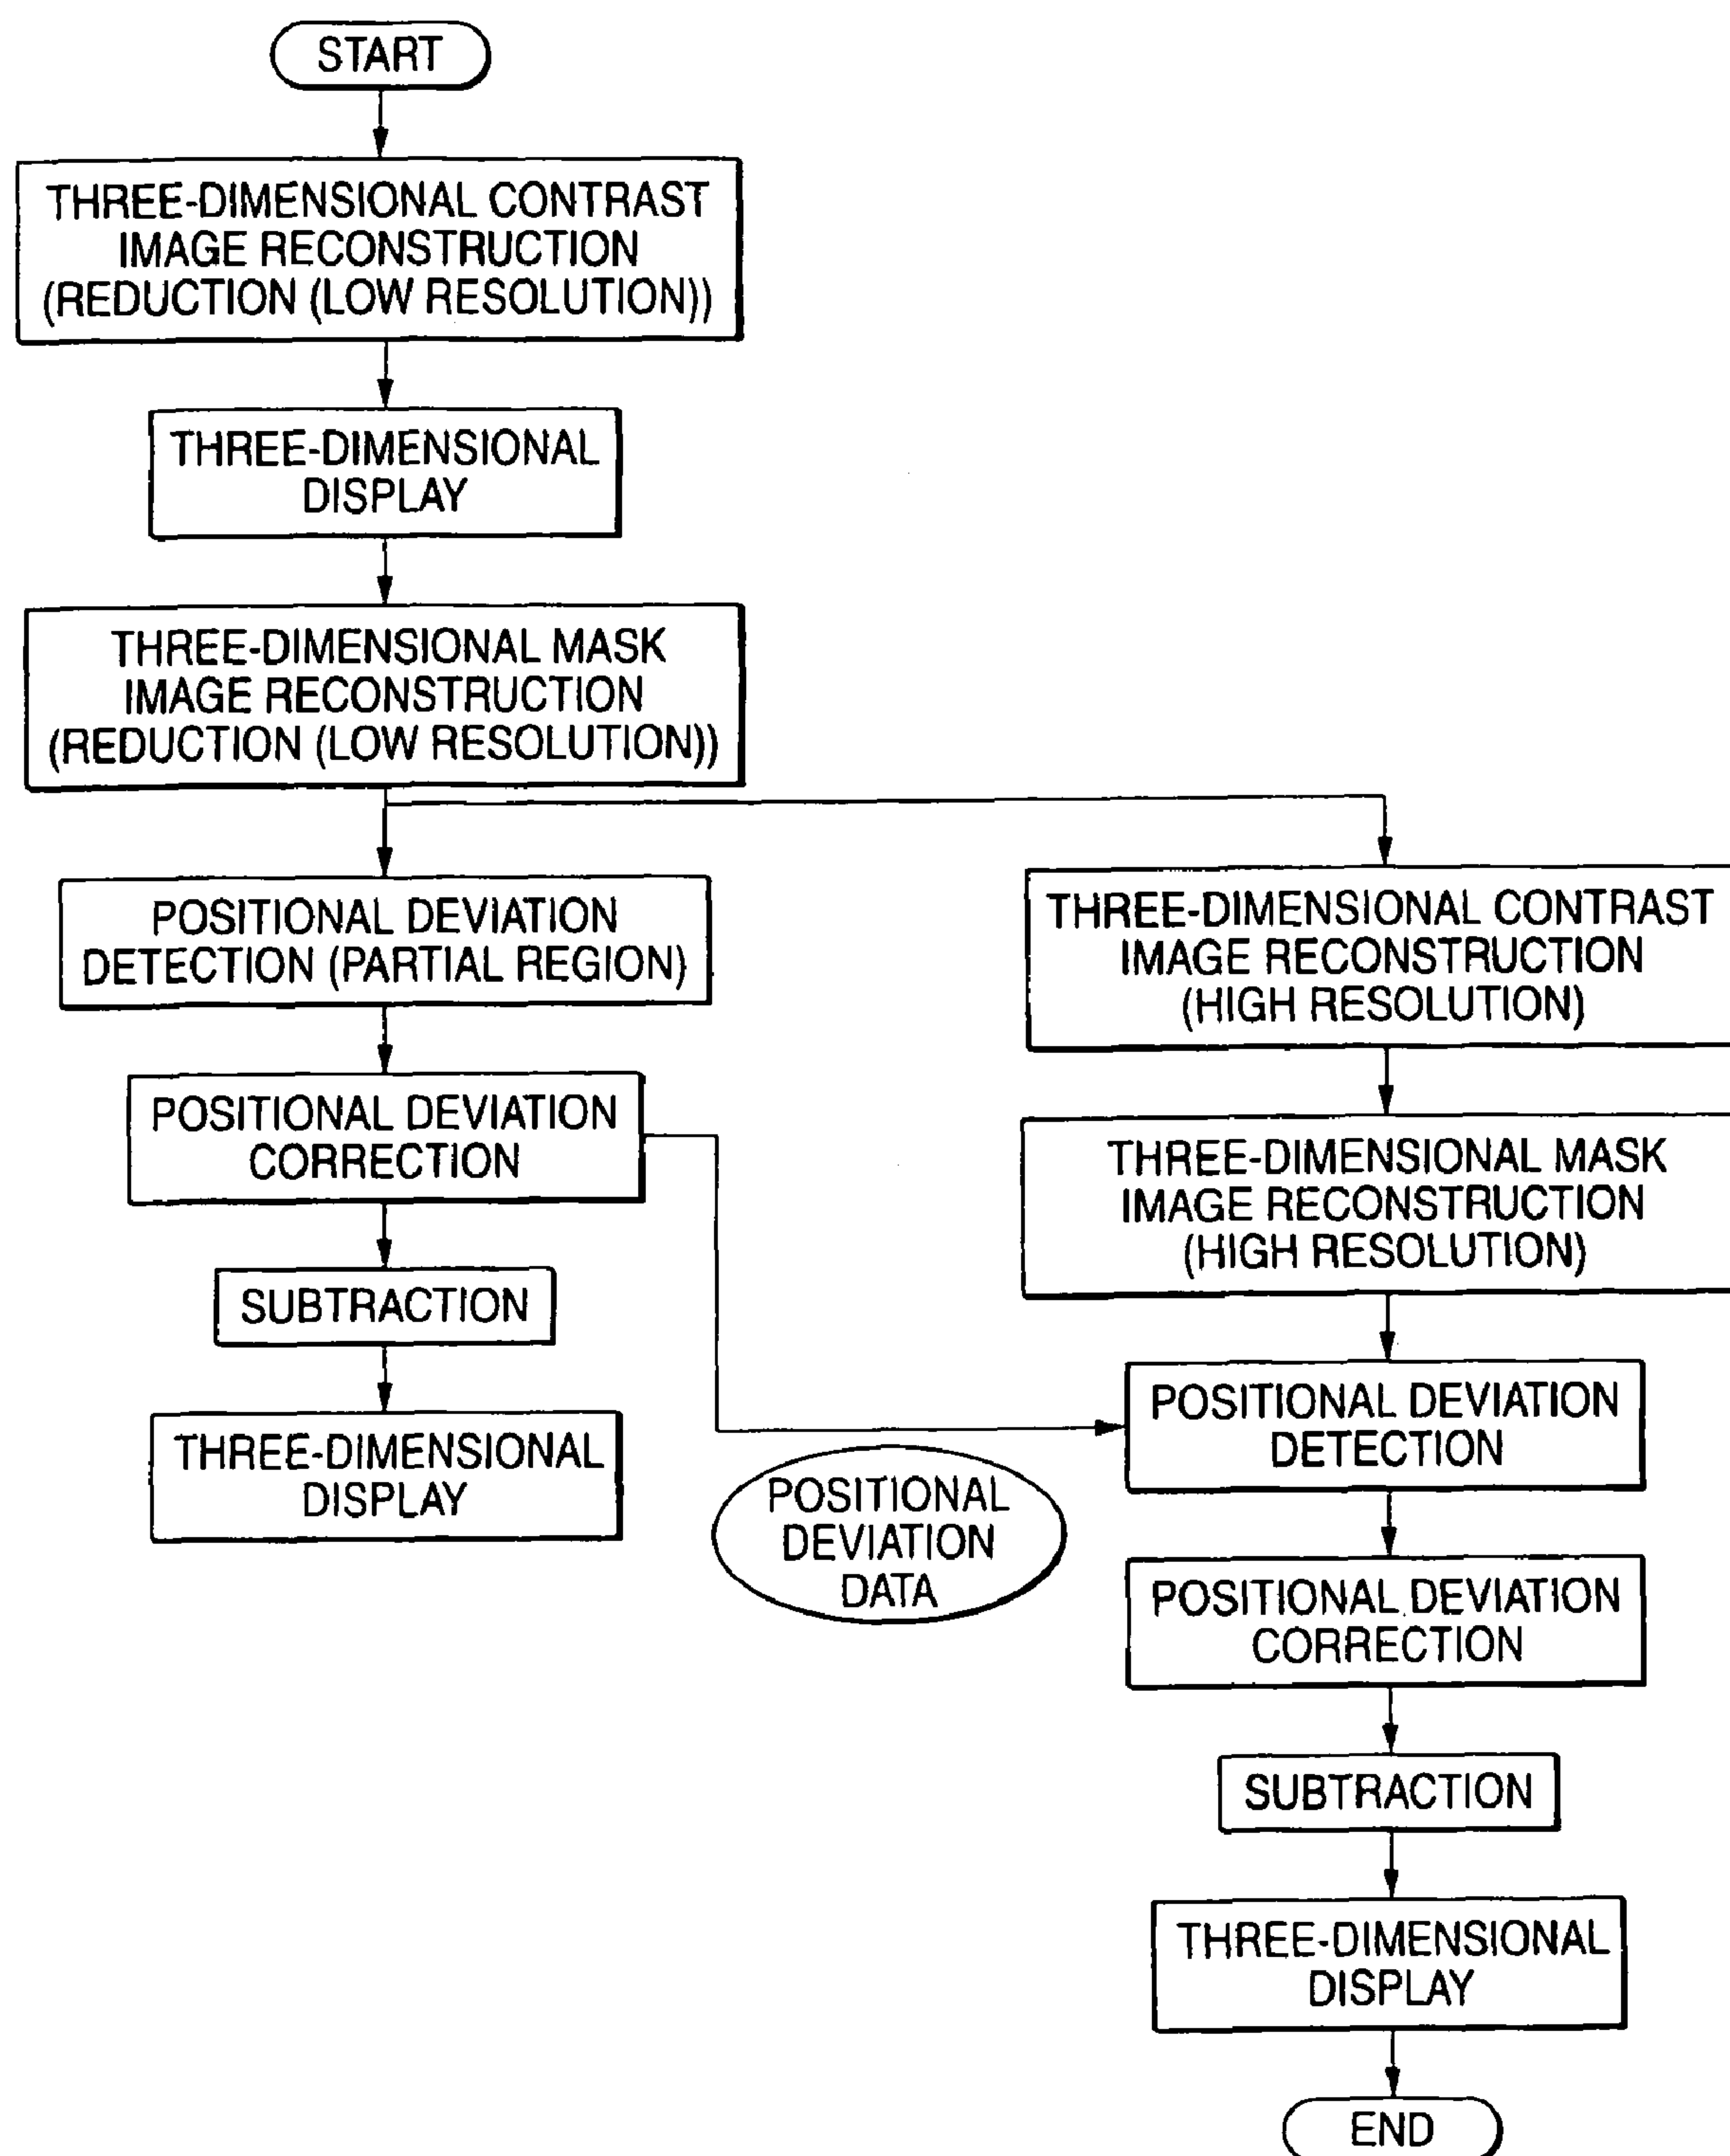 START
THREE-DIMENSIONAL CONTRAST
IMAGE RECONSTRUCTION
(REDUCTION (LOW RESOLUTION))
THREE-DIMENSIONAL
DISPLAY
THREE-DIMENSIONAL MASK
IMAGE RECONSTRUCTION
(REDUCTION (LOW RESOLUTION))
POSITIONAL DEVIATION
DETECTION (PARTIAL REGION)
POSITIONAL DEVIATION
CORRECTION
SUBTRACTION
THREE-DIMENSIONAL
DISPLAY
POSITIONAL
DEVIATION
DATA
THREE-DIMENSIONAL CONTRAST
IMAGE RECONSTRUCTION
(HIGH RESOLUTION)
THREE-DIMENSIONAL MASK
IMAGE RECONSTRUCTION
(HIGH RESOLUTION)
POSITIONAL DEVIATION
DETECTION
POSITIONAL DEVIATION
CORRECTION
SUBTRACTION
THREE-DIMENSIONAL
DISPLAY
END